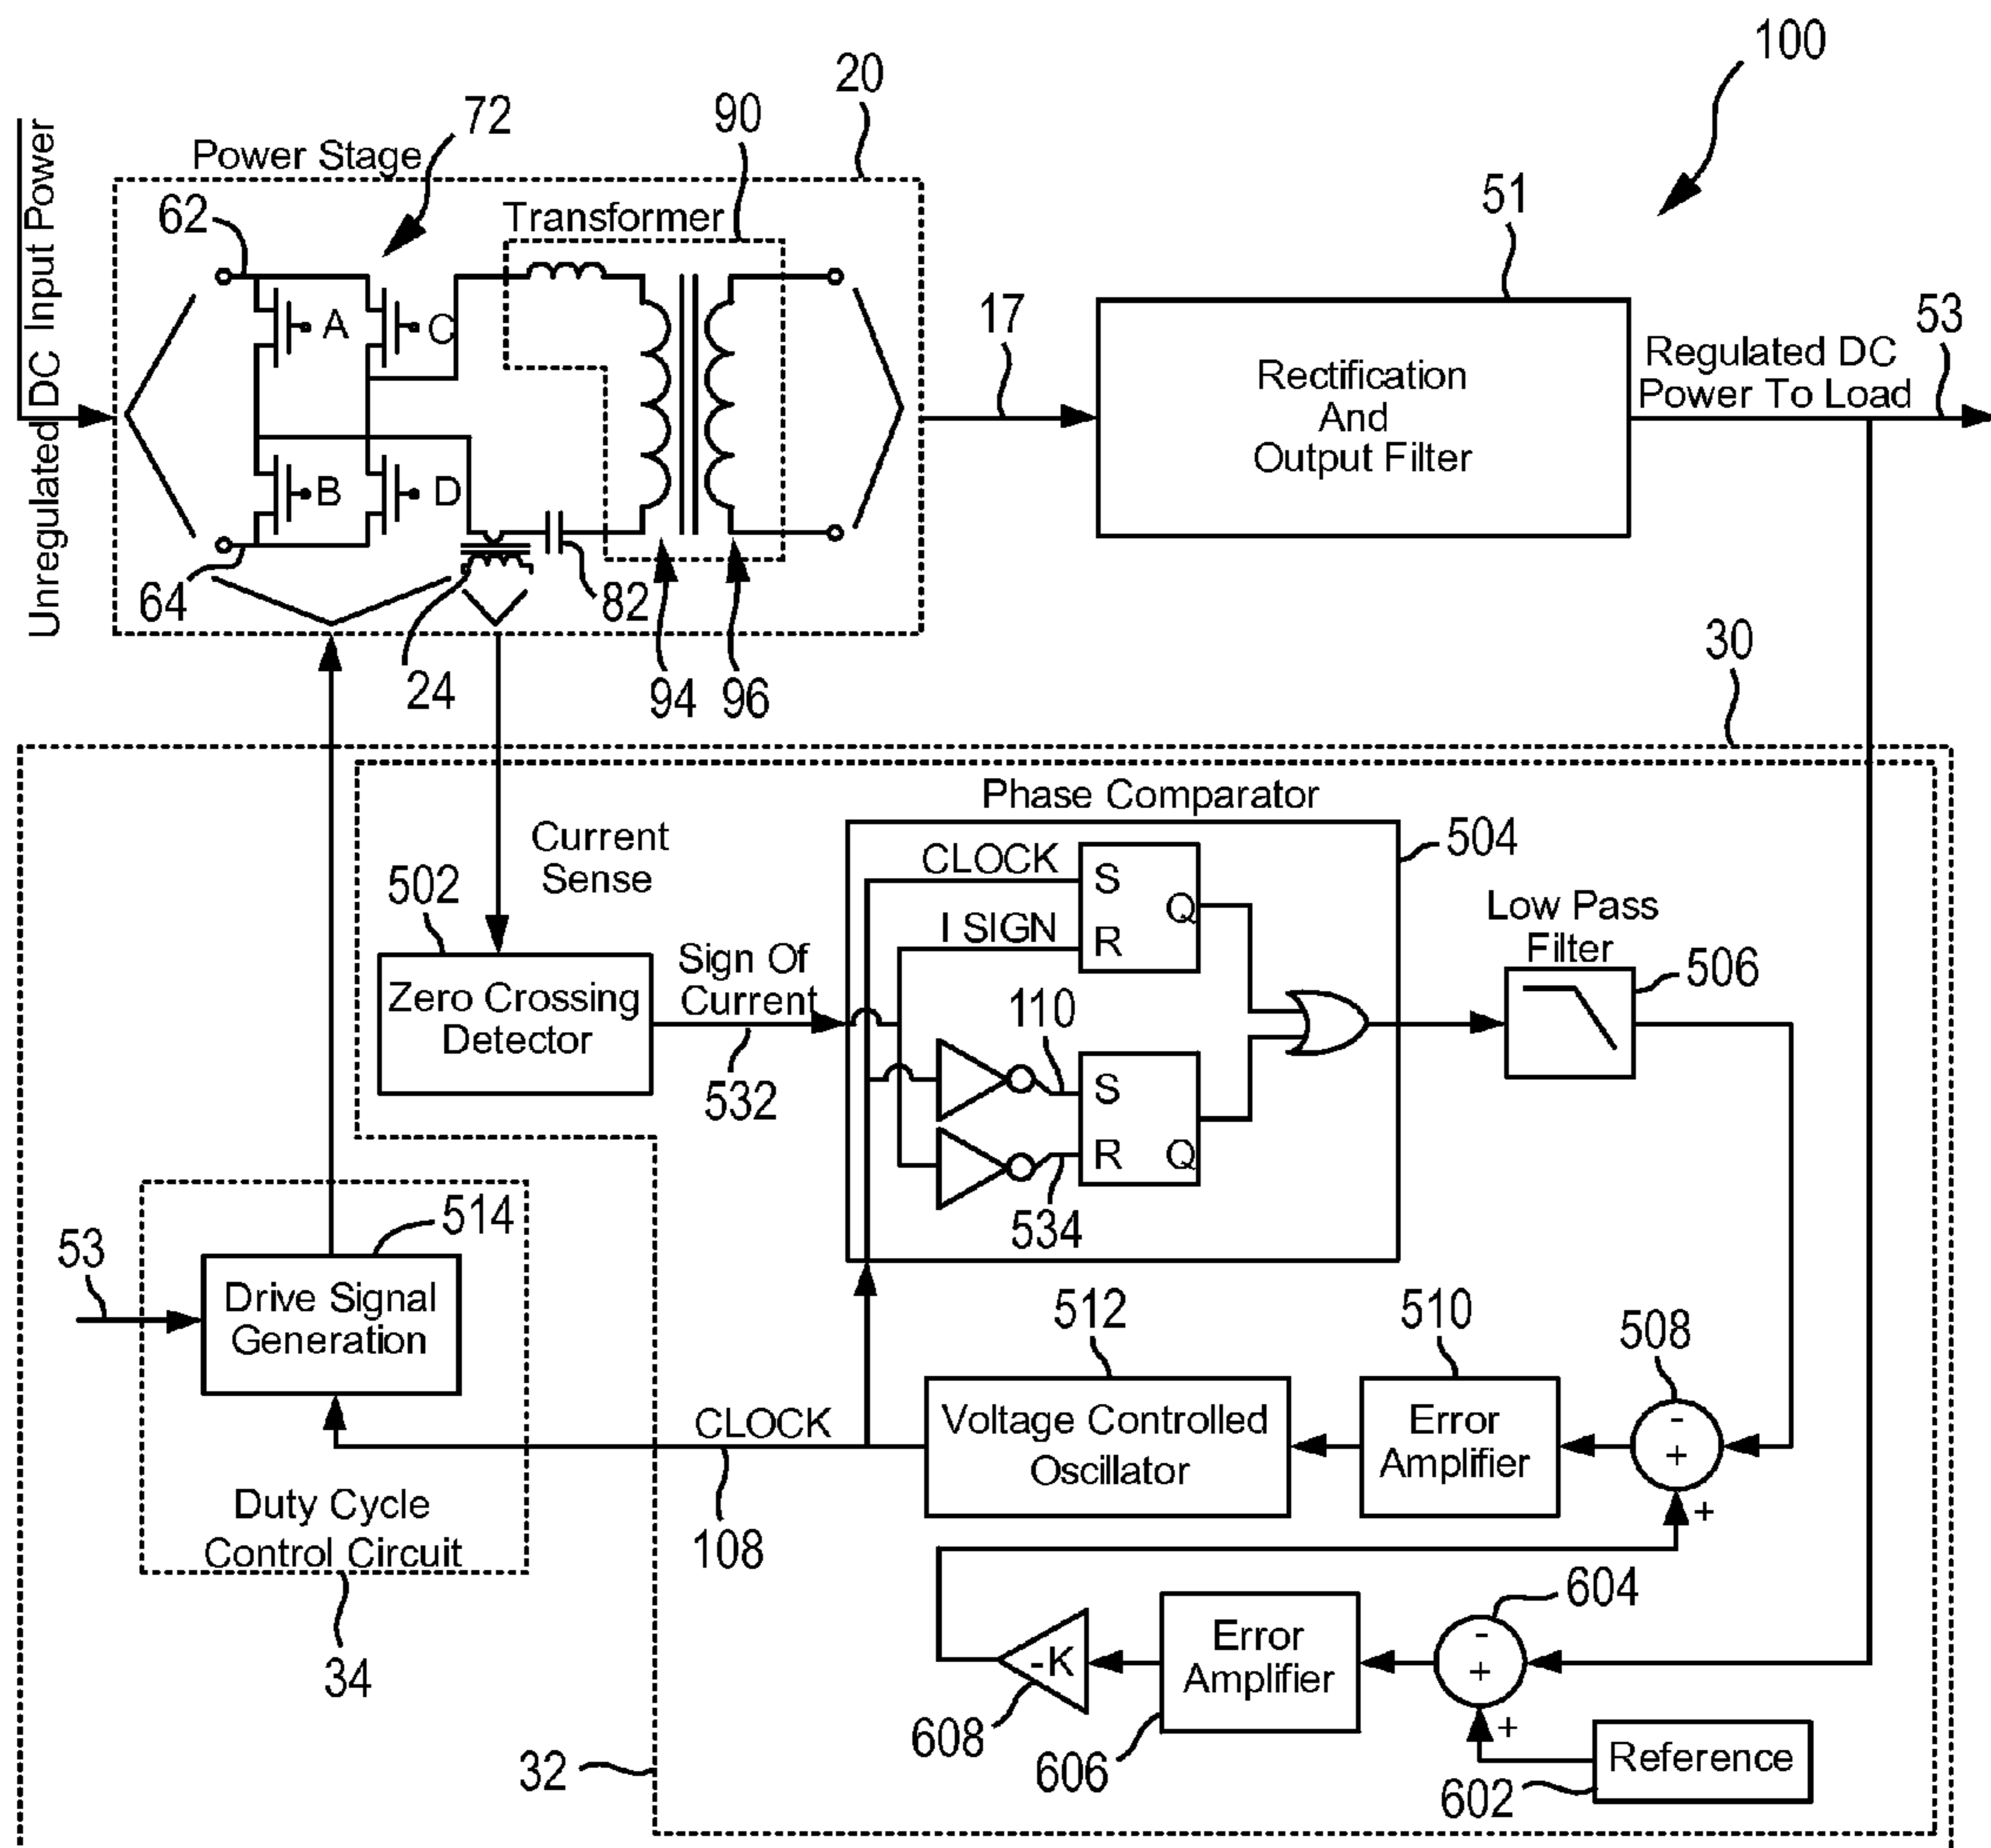 100
20
90
72
Power Stage
Unregulated DC Input Power
62
Transformer
51
A
C
17
53
Rectification
And
Output Filter
Regulated DC
Power To Load
B
D
64
82
24
94
96
30
Phase Comparator
504
Current
Sense
502
CLOCK
S
Q
R
I SIGN
Low Pass
Filter
506
Zero Crossing
Detector
Sign Of
Current
532
110
S
R
Q
534
53
514
Drive Signal
Generation
512
510
508
CLOCK
108
Voltage Controlled
Oscillator
Error
Amplifier
-
+
+
Duty Cycle
Control Circuit
34
604
-K
608
Error
Amplifier
606
-
+
+
Reference
602
32